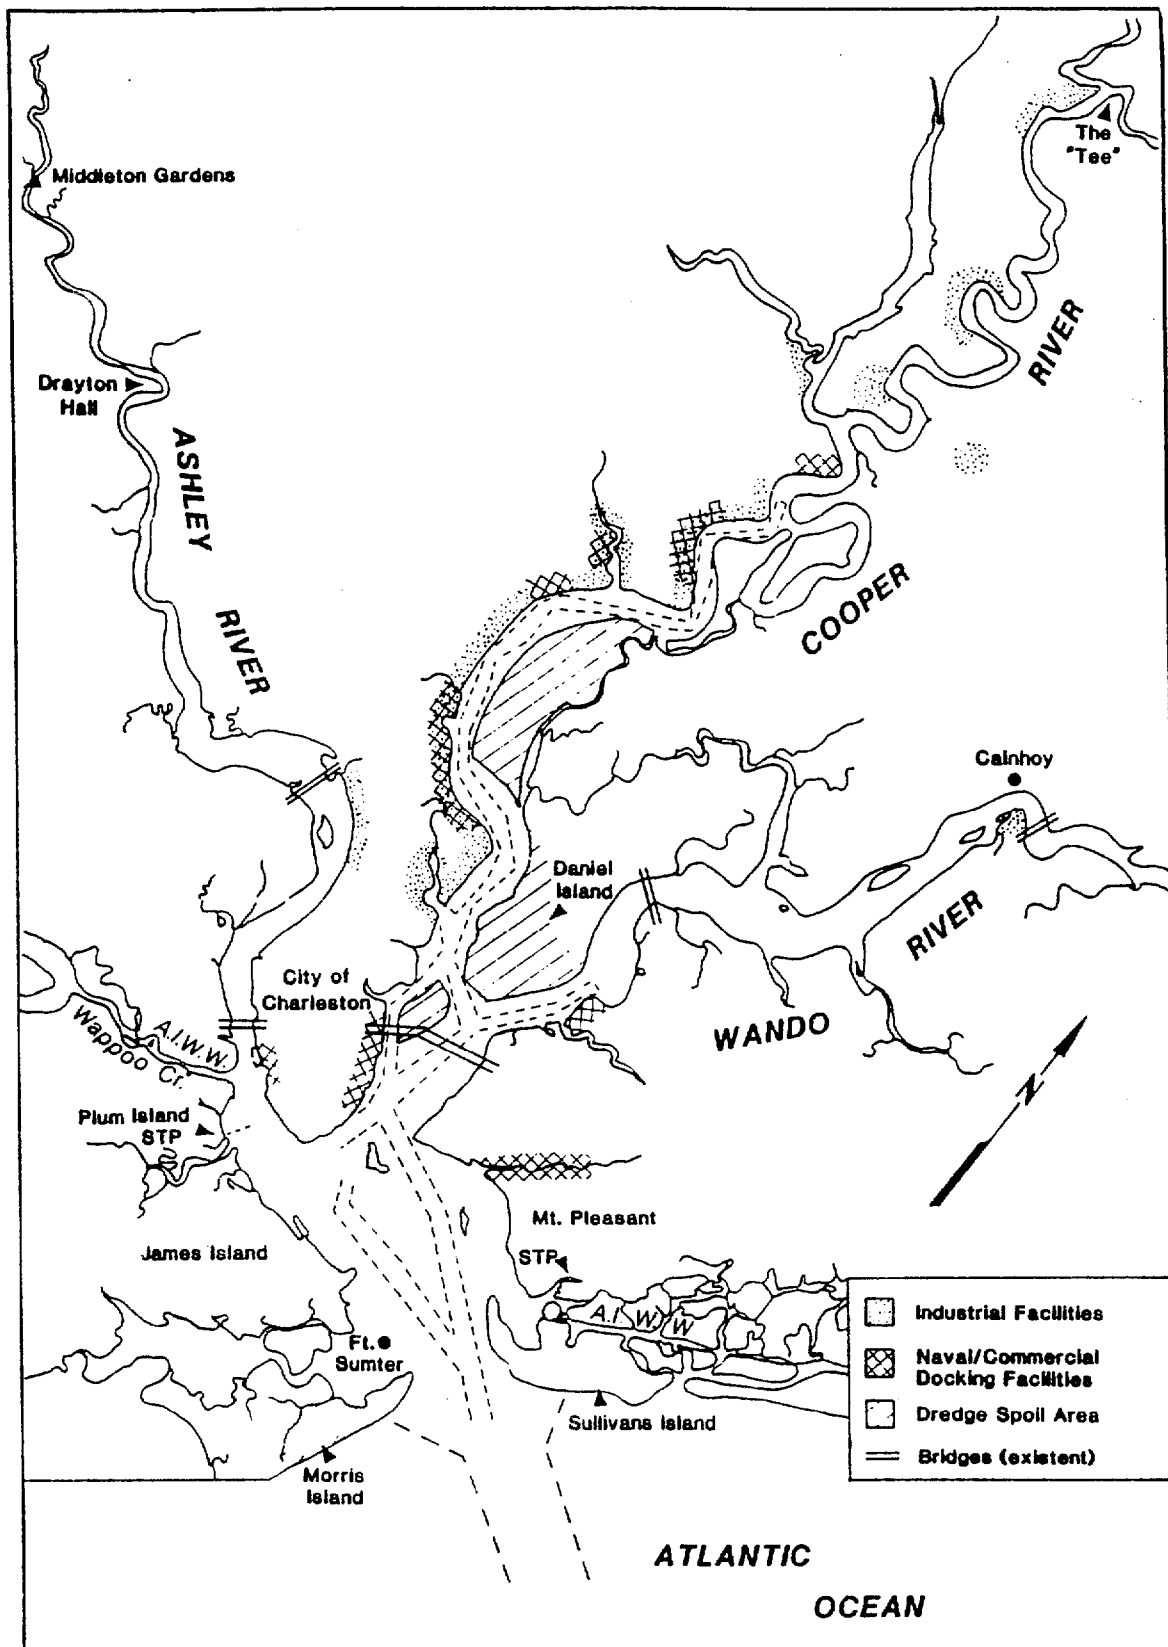 The
"Tee"
Middleton Gardens
RIVER
Drayton
Hall
ASHLEY
RIVER
COOPER
Cainhoy
Daniel
Island
RIVER
City of
Charleston
WANDO
A.I.W.W.
Wappoo Cr.
N
Plum Island
STP
Mt. Pleasant
James Island
STP
A.I.W.W
Ft.
Sumter
Sullivans Island
Morris
Island
Industrial Facilities
Naval/Commercial
Docking Facilities
Dredge Spoil Area
Bridges (existent)
ATLANTIC
OCEAN